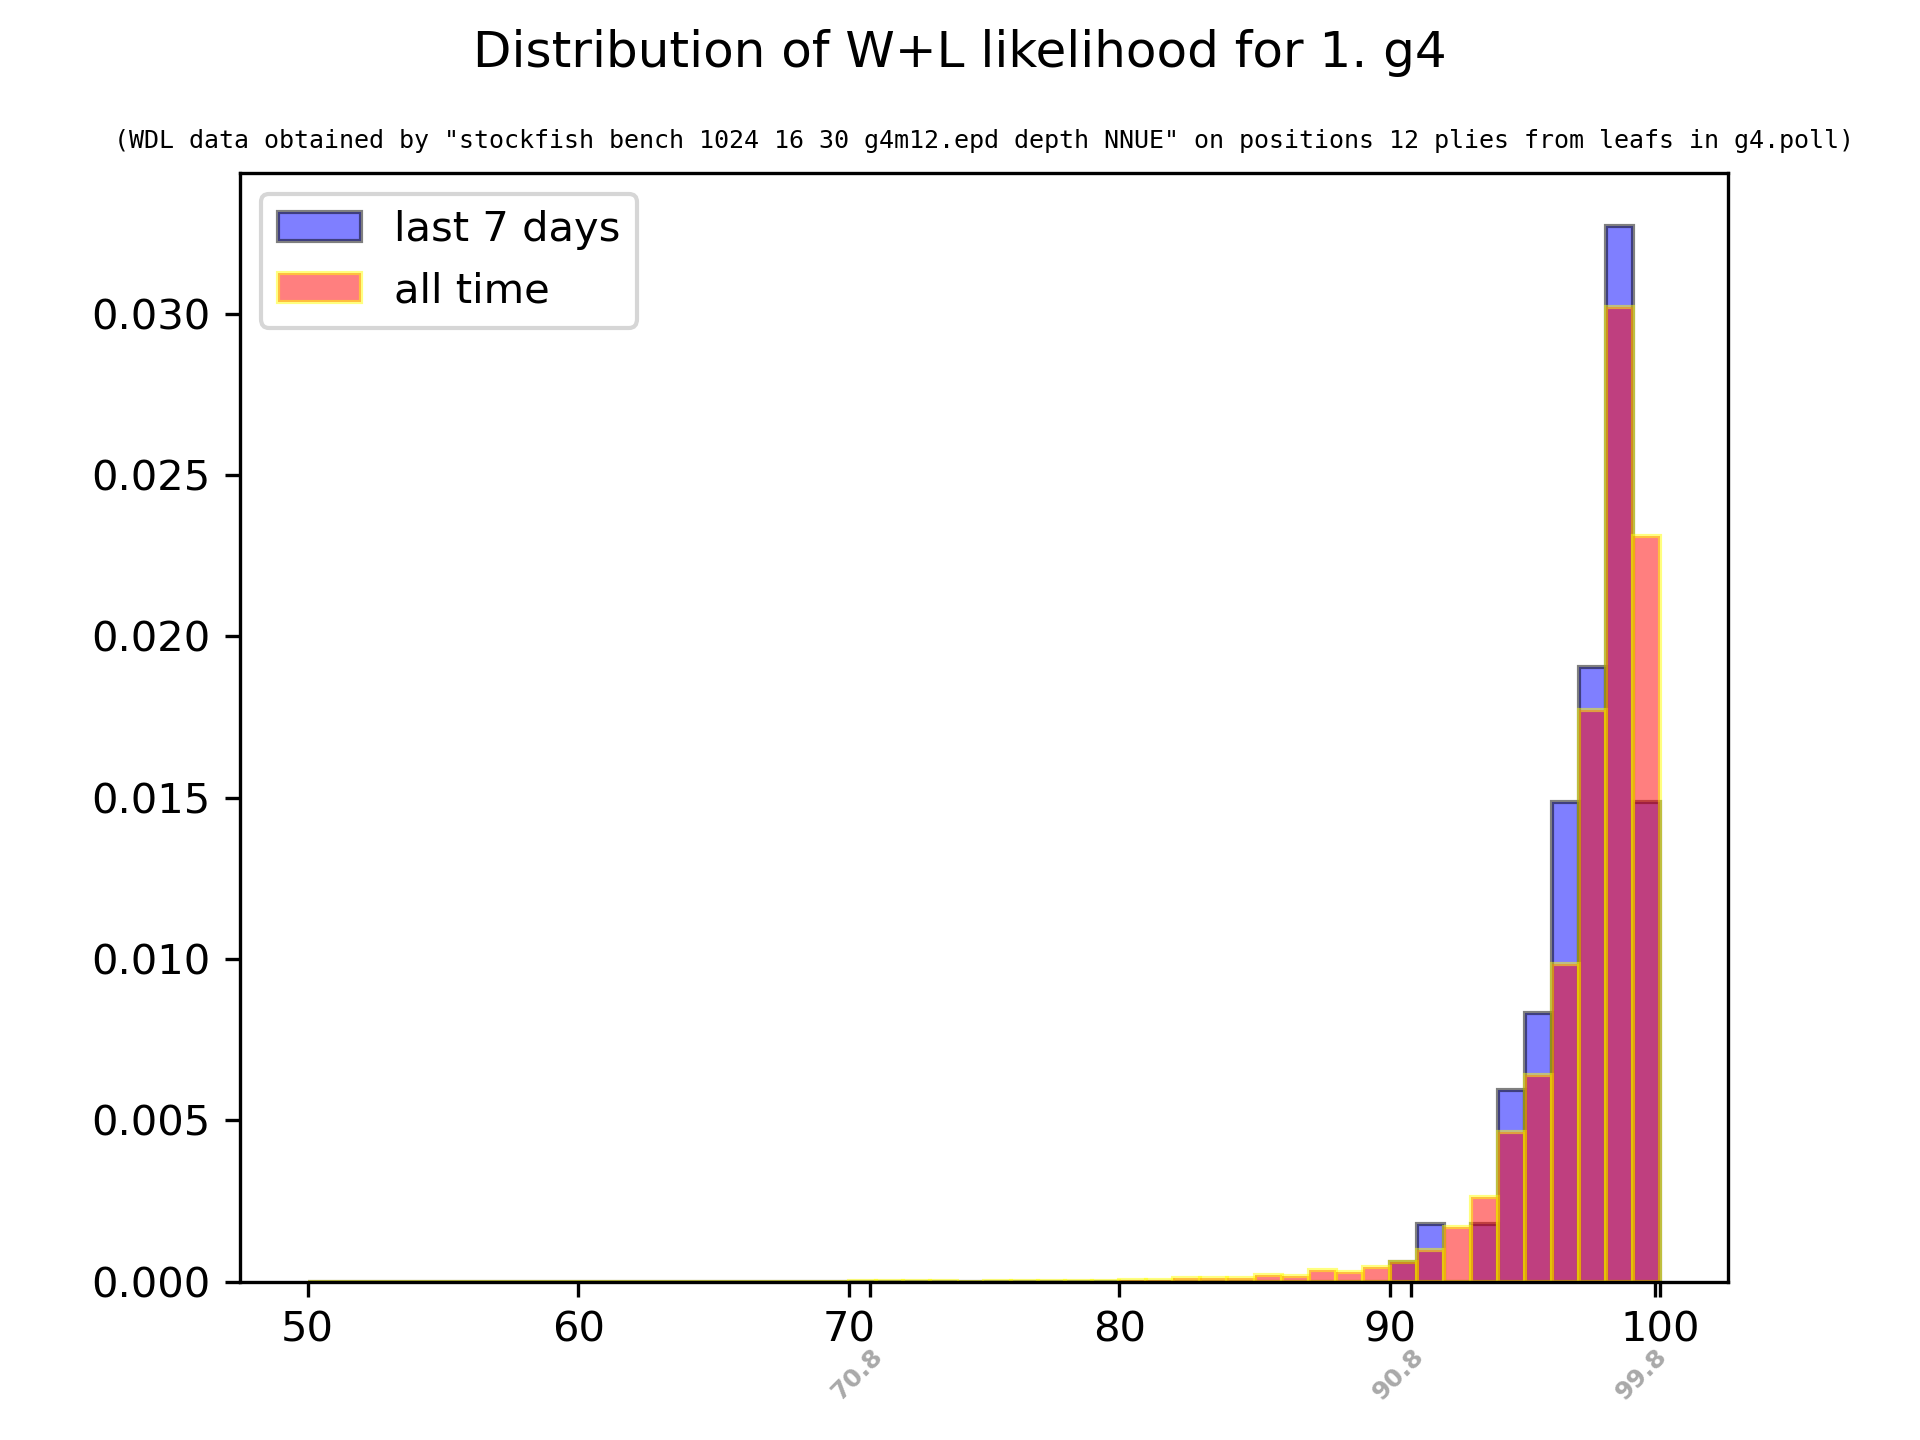 Distribution of W+L likelihood for 1. g4
(WDL data obtained by "stockfish bench 1024 16 30 g4m12.epd depth NNUE" on positions 12 plies from leafs in g4.poll)
last 7 days
all time
0.030
0.025
0.020
0.015
0.010
0.005
0.000
50 60 70 80 90 100
70.8 90.8 99.8